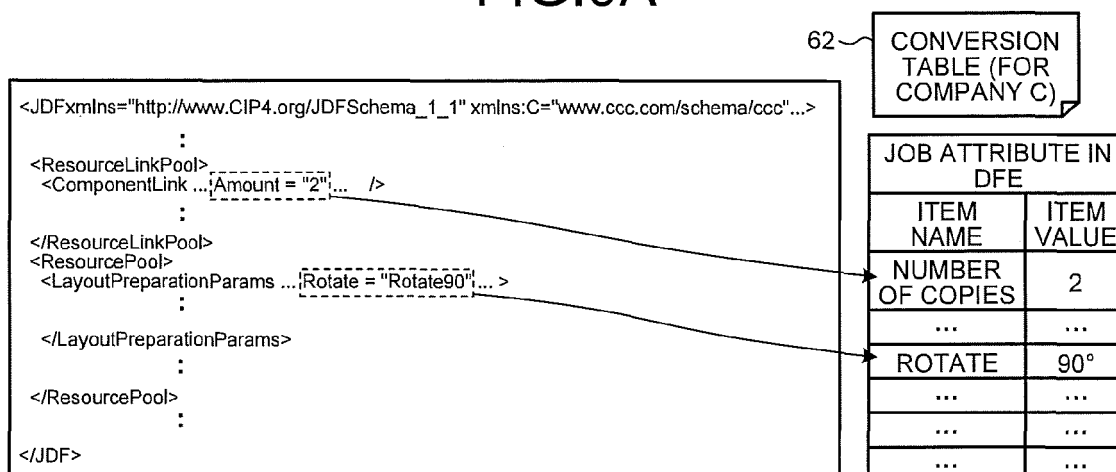 62
CONVERSION
TABLE (FOR
COMPANY C)
<JDFxmlns="http://www.CIP4.org/JDFSchema_1_1" xmlns:C="www.ccc.com/schema/ccc"...>
:
<ResourceLinkPool>
<ComponentLink ... Amount = "2" ... />
:
</ResourceLinkPool>
<ResourcePool>
<LayoutPreparationParams ... Rotate = "Rotate90" ... >
:
</LayoutPreparationParams>
:
</ResourcePool>
:
</JDF>
JOB ATTRIBUTE IN
DFE
ITEM NAME ITEM VALUE
NUMBER OF COPIES 2
... ...
ROTATE 90°
... ...
... ...
... ...